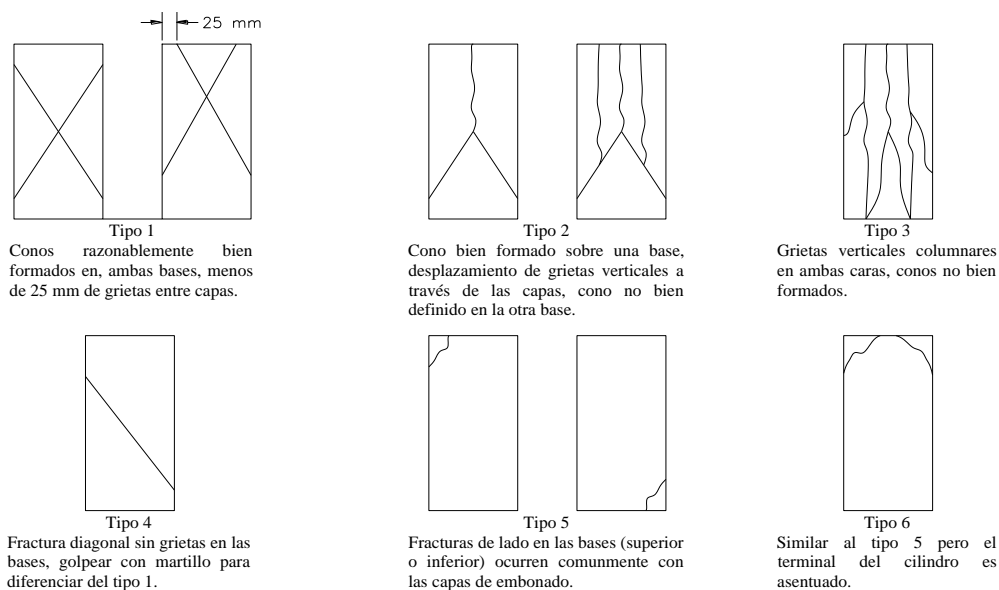 25 mm
Tipo 1
Conos razonablemente bien
formados en, ambas bases, menos
de 25 mm de grietas entre capas.
Tipo 2
Cono bien formado sobre una base,
desplazamiento de grietas verticales a
través de las capas, cono no bien
definido en la otra base.
Tipo 3
Grietas verticales columnares
en ambas caras, conos no bien
formados.
Tipo 4
Fractura diagonal sin grietas en las
bases, golpear con martillo para
diferenciar del tipo 1.
Tipo 5
Fracturas de lado en las bases (superior
o inferior) ocurren comunmente con
las capas de embonado.
Tipo 6
Similar al tipo 5 pero el
terminal del cilindro es
asentuado.